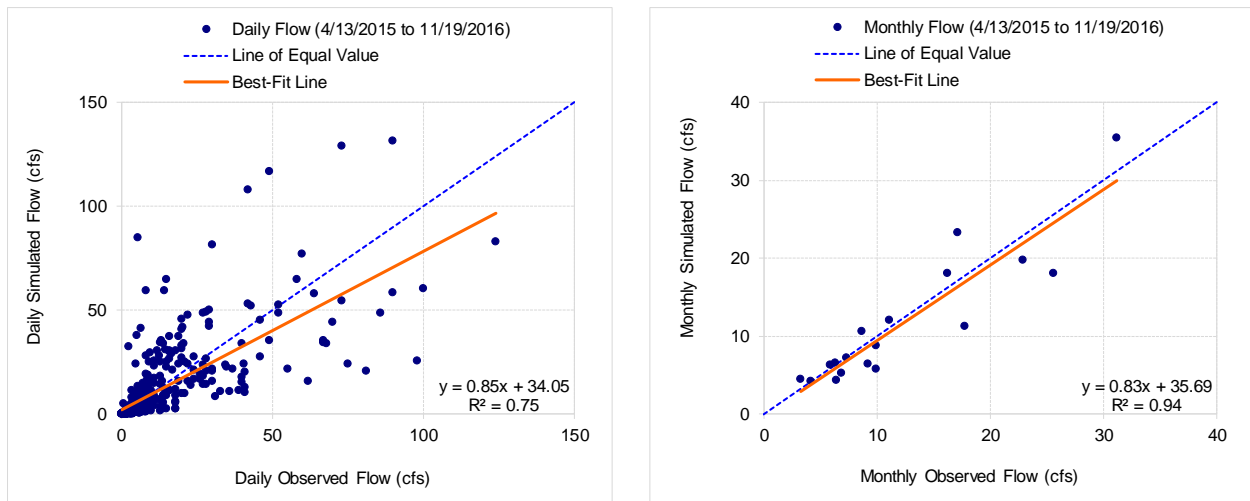 Daily Flow (4/13/2015 to 11/19/2016)
Line of Equal Value
Best-Fit Line
150
100
50
0
0 50 100 150
Daily Simulated Flow (cfs)
Daily Observed Flow (cfs)
y = 0.85x + 34.05
R² = 0.75
Monthly Flow (4/13/2015 to 11/19/2016)
Line of Equal Value
Best-Fit Line
40
30
20
10
0
0 10 20 30 40
Monthly Simulated Flow (cfs)
Monthly Observed Flow (cfs)
y = 0.83x + 35.69
R² = 0.94